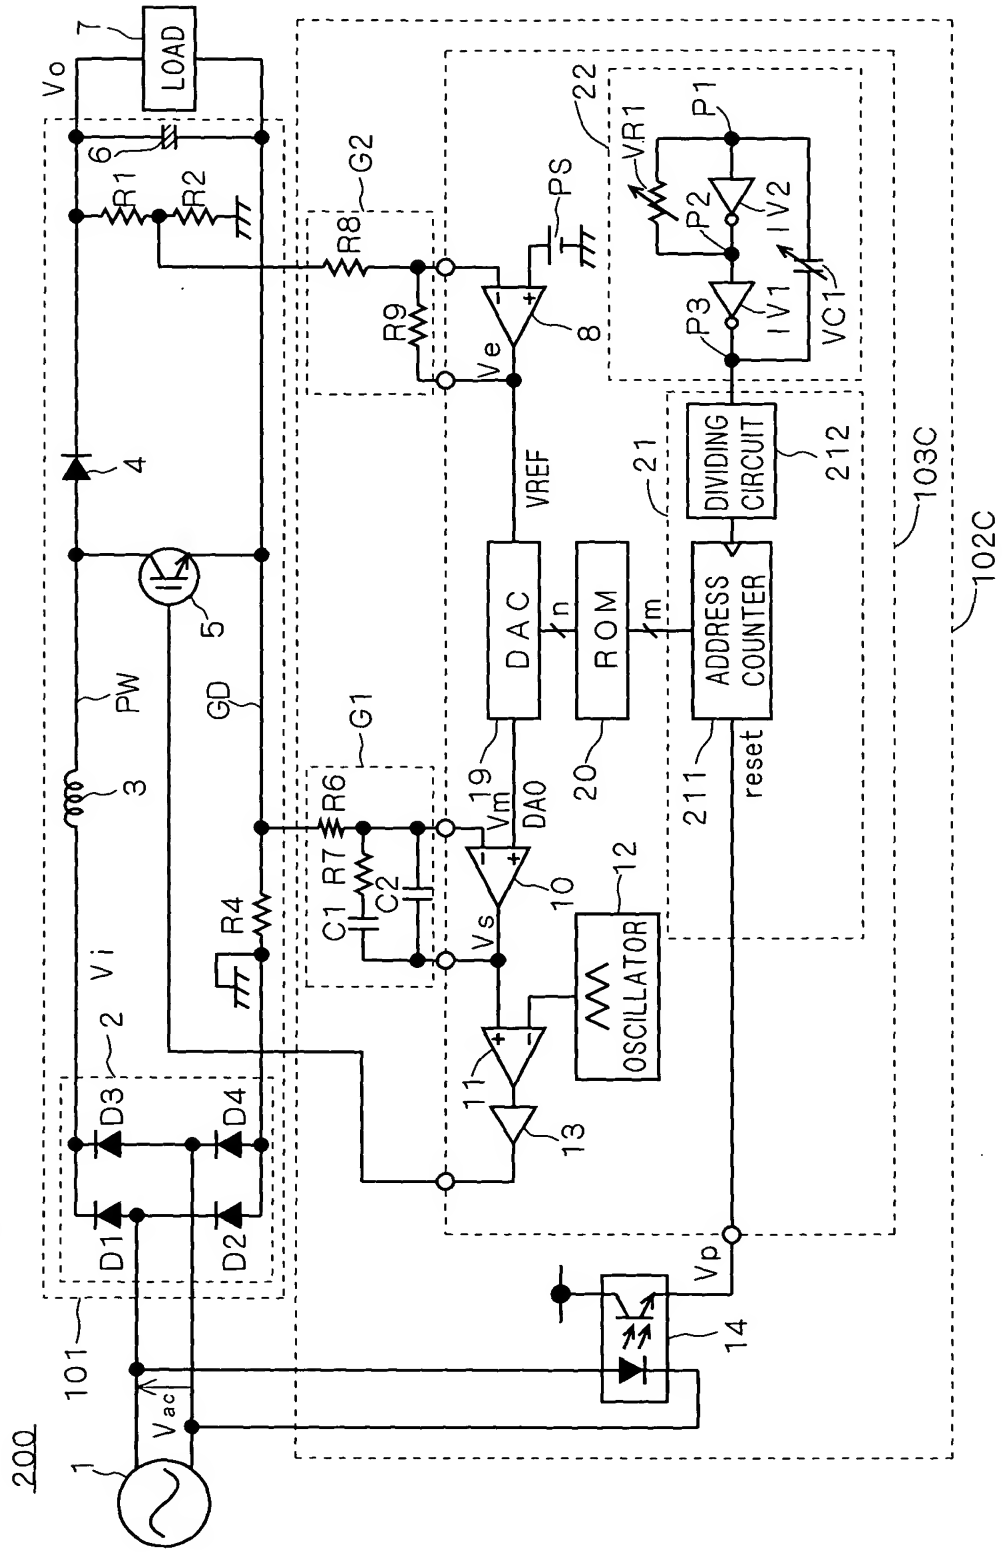 200
1
Vac
101
D1
D2
D3
D4
2
Vi
3
PW
4
R4
GD
5
R1
R2
6
Vo
7
LOAD
G1
R6
R7
C1
C2
G2
R8
R9
Vm
DAO
Vs
10
11
12
OSCILLATOR
13
14
Vp
reset
19
DAC
VREF
n
20
ROM
m
Ve
8
PS
21
211
ADDRESS
COUNTER
DIVIDING
CIRCUIT
212
22
VR1
P1
P2
P3
IV2
IV1
VC1
103C
102C